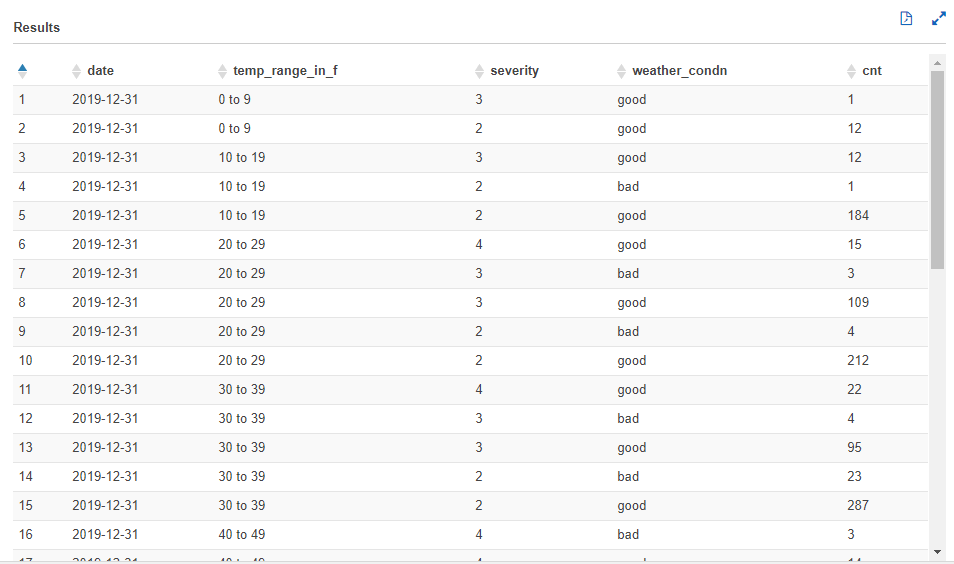 Results
date temp_range_in_f severity weather_condn cnt
1 2019-12-31 0 to 9 3 good 1
2 2019-12-31 0 to 9 2 good 12
3 2019-12-31 10 to 19 3 good 12
4 2019-12-31 10 to 19 2 bad 1
5 2019-12-31 10 to 19 2 good 184
6 2019-12-31 20 to 29 4 good 15
7 2019-12-31 20 to 29 3 bad 3
8 2019-12-31 20 to 29 3 good 109
9 2019-12-31 20 to 29 2 bad 4
10 2019-12-31 20 to 29 2 good 212
11 2019-12-31 30 to 39 4 good 22
12 2019-12-31 30 to 39 3 bad 4
13 2019-12-31 30 to 39 3 good 95
14 2019-12-31 30 to 39 2 bad 23
15 2019-12-31 30 to 39 2 good 287
16 2019-12-31 40 to 49 4 bad 3